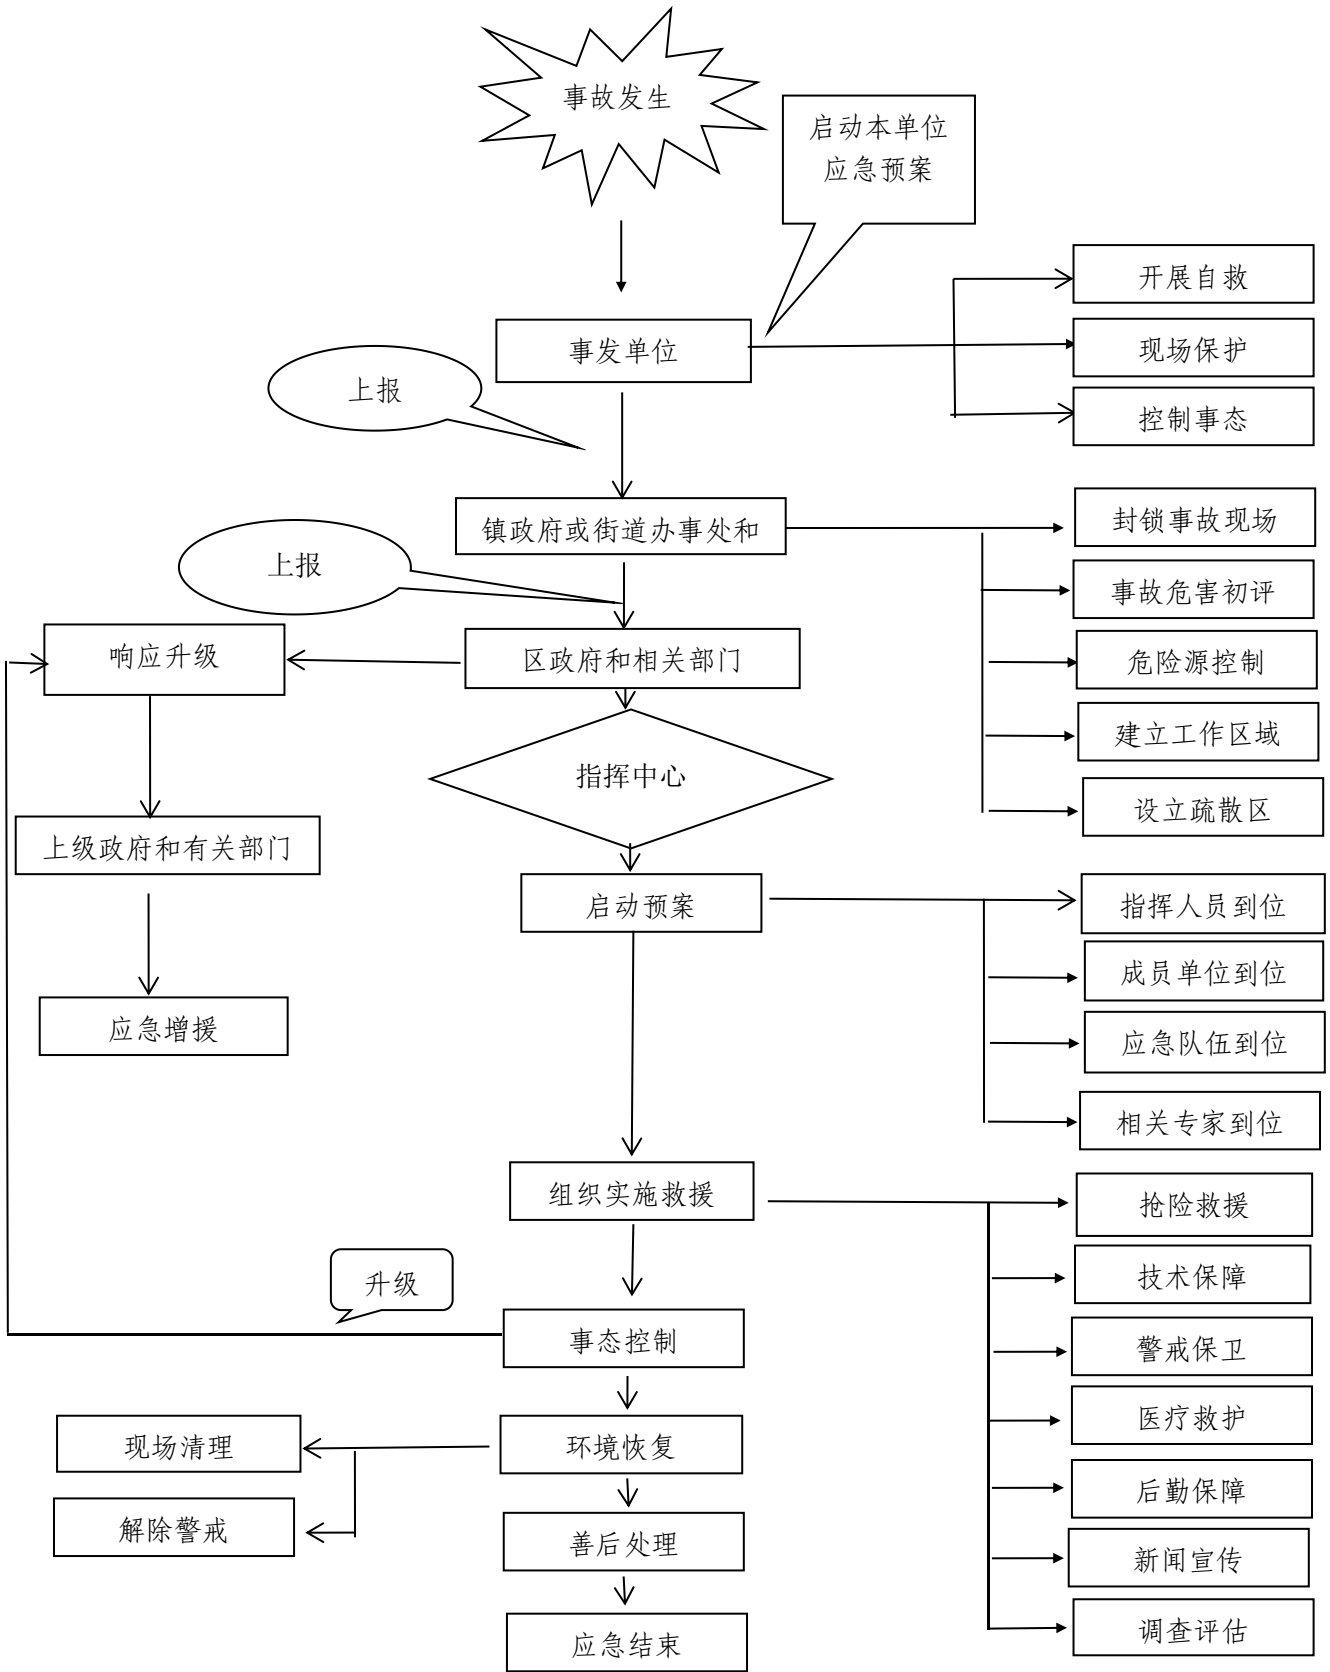 事故发生
启动本单位
应急预案
开展自救
事发单位
现场保护
上报
控制事态
镇政府或街道办事处和
封锁事故现场
上报
事故危害初评
响应升级
区政府和相关部门
危险源控制
建立工作区域
指挥中心
设立疏散区
上级政府和有关部门
启动预案
指挥人员到位
成员单位到位
应急增援
应急队伍到位
相关专家到位
组织实施救援
抢险救援
升级
技术保障
事态控制
警戒保卫
医疗救护
现场清理
环境恢复
后勤保障
解除警戒
善后处理
新闻宣传
应急结束
调查评估